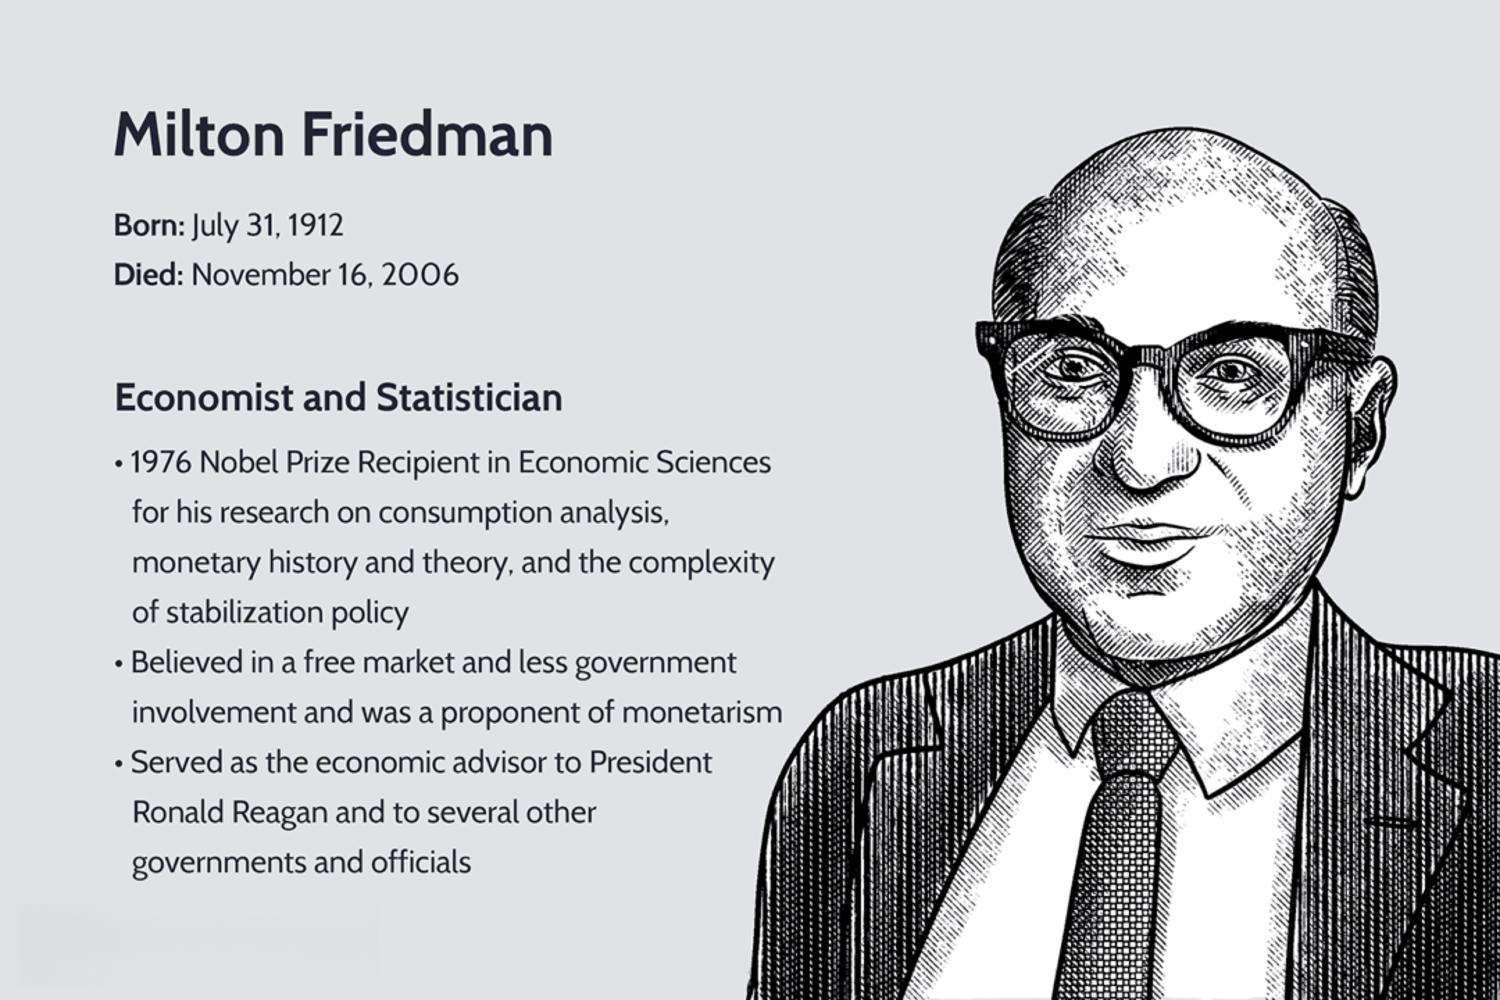 Milton Friedman
Born: July 31, 1912
Died: November 16, 2006
Economist and Statistician
• 1976 Nobel Prize Recipient in Economic Sciences
for his research on consumption analysis,
monetary history and theory, and the complexity
of stabilization policy
• Believed in a free market and less government
involvement and was a proponent of monetarism
• Served as the economic advisor to President
Ronald Reagan and to several other
governments and officials